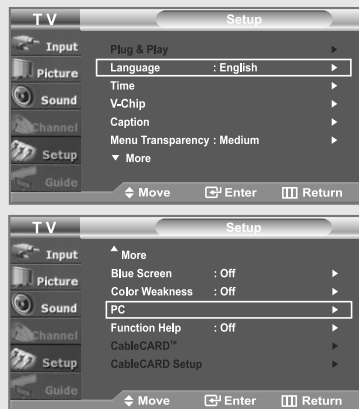 TV Setup
Input
Picture
Sound
Channel
Setup
Guide
Plug & Play
Language : English
Time
V-Chip
Caption
Menu Transparency : Medium
▼ More
Move Enter Return
TV Setup
Input
Picture
Sound
Channel
Setup
Guide
▲ More
Blue Screen : Off
Color Weakness : Off
PC
Function Help : Off
CableCARD™
CableCARD Setup
Move Enter Return